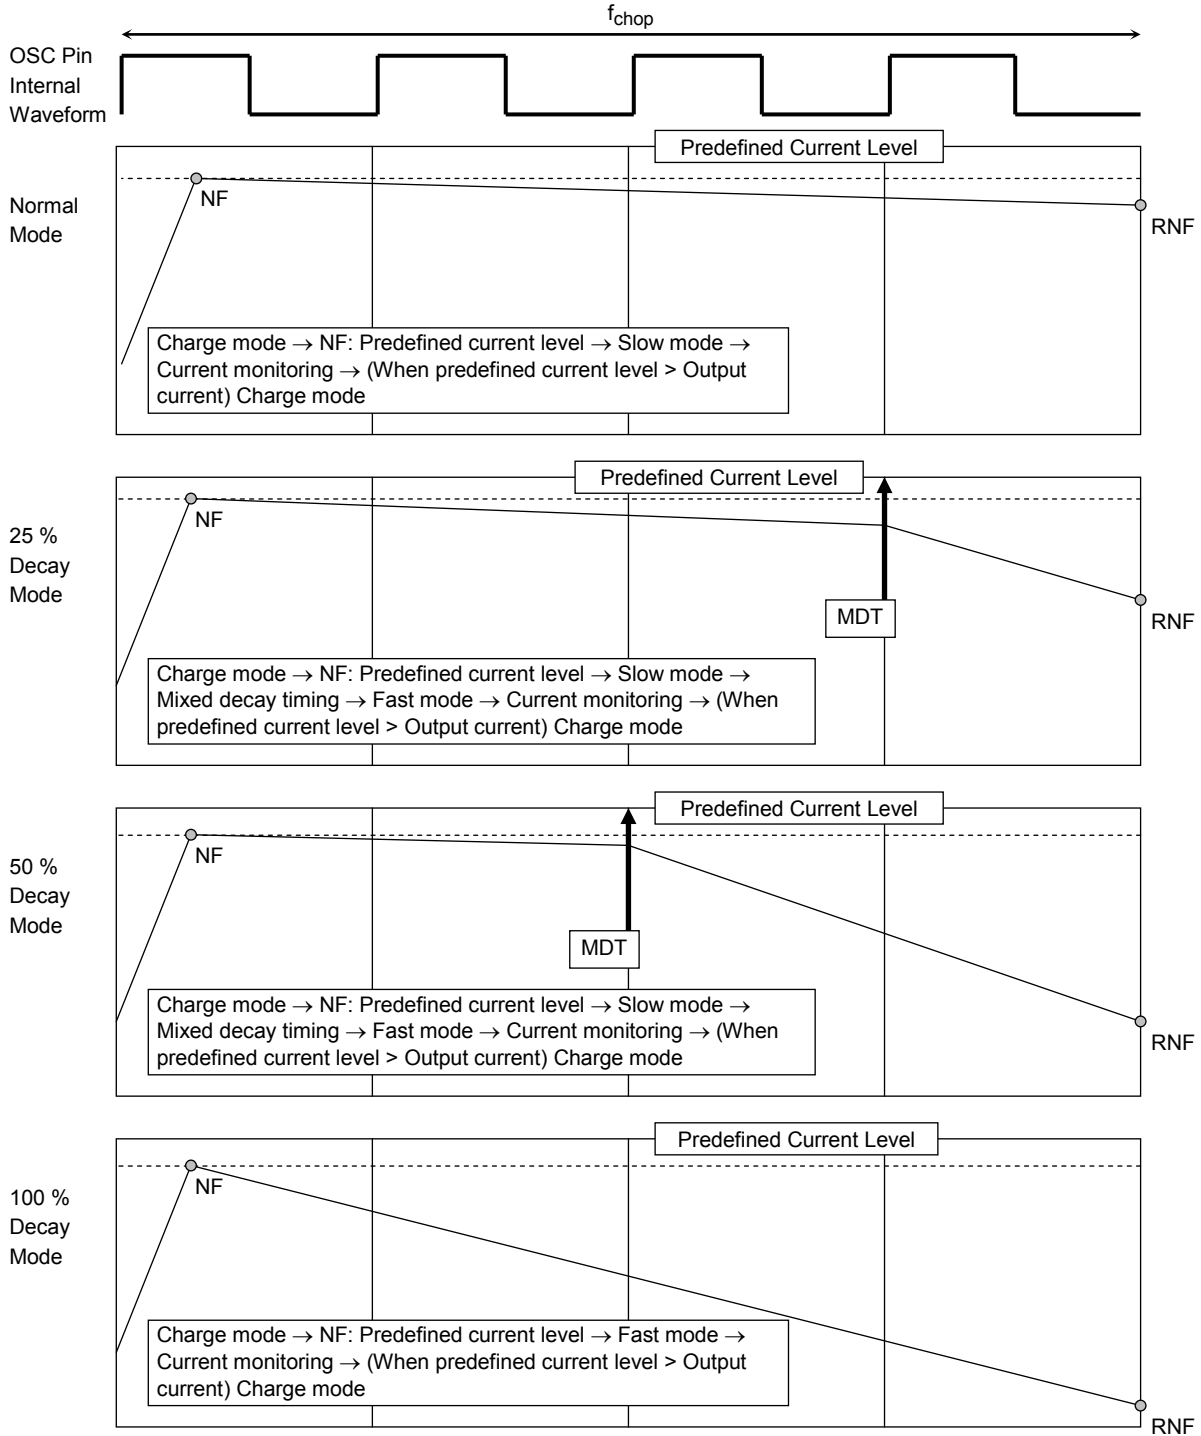 fchop
OSC Pin
Internal
Waveform
Predefined Current Level
NF
Normal
Mode
RNF
Charge mode → NF: Predefined current level → Slow mode →
Current monitoring → (When predefined current level > Output
current) Charge mode
Predefined Current Level
NF
25 %
Decay
Mode
MDT
RNF
Charge mode → NF: Predefined current level → Slow mode →
Mixed decay timing → Fast mode → Current monitoring → (When
predefined current level > Output current) Charge mode
Predefined Current Level
NF
50 %
Decay
Mode
MDT
Charge mode → NF: Predefined current level → Slow mode →
Mixed decay timing → Fast mode → Current monitoring → (When
predefined current level > Output current) Charge mode
RNF
Predefined Current Level
NF
100 %
Decay
Mode
Charge mode → NF: Predefined current level → Fast mode →
Current monitoring → (When predefined current level > Output
current) Charge mode
RNF